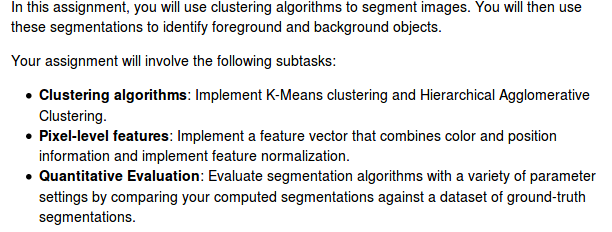 In this assignment, you will use clustering algorithms to segment images. You will then use
these segmentations to identify foreground and background objects.
Your assignment will involve the following subtasks:
• Clustering algorithms: Implement K-Means clustering and Hierarchical Agglomerative
Clustering.
• Pixel-level features: Implement a feature vector that combines color and position
information and implement feature normalization.
• Quantitative Evaluation: Evaluate segmentation algorithms with a variety of parameter
settings by comparing your computed segmentations against a dataset of ground-truth
segmentations.